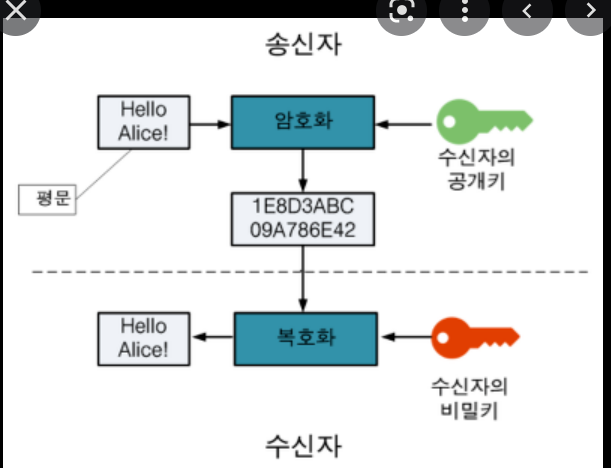 송신자
Hello
Alice!
암호화
수신자의
공개키
평문
1E8D3ABC
09A786E42
Hello
Alice!
복호화
수신자의
비밀키
수신자